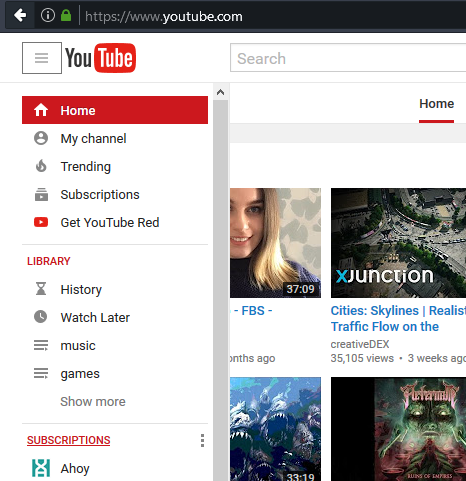 https://www.youtube.com
YouTube
Search
Home
Home
My channel
Trending
Subscriptions
Get YouTube Red
LIBRARY
History
Watch Later
music
games
Show more
SUBSCRIPTIONS
Ahoy
37:09
- FBS -
onths ago
xjunction
Cities: Skylines | Realist
Traffic Flow on the
creativeDEX
35,105 views • 3 weeks ago
33:19
RUINS OF EMPIRES